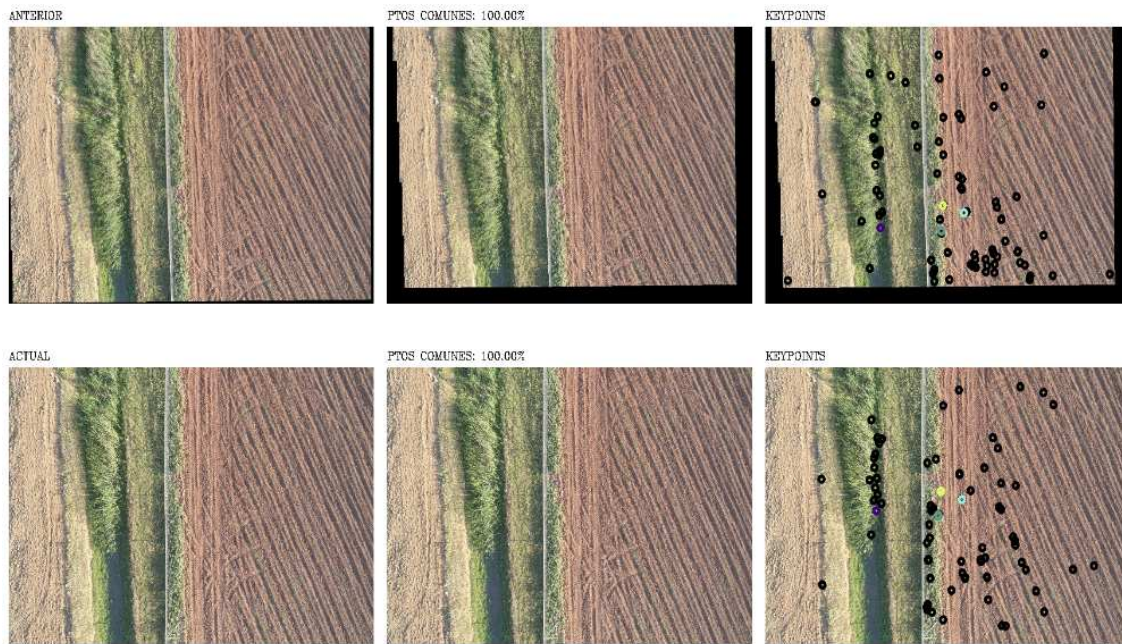 ANTERIOR
PTOS COMUNES: 100.00%
KEYPOINTS
ACTUAL
PTOS COMUNES: 100.00%
KEYPOINTS